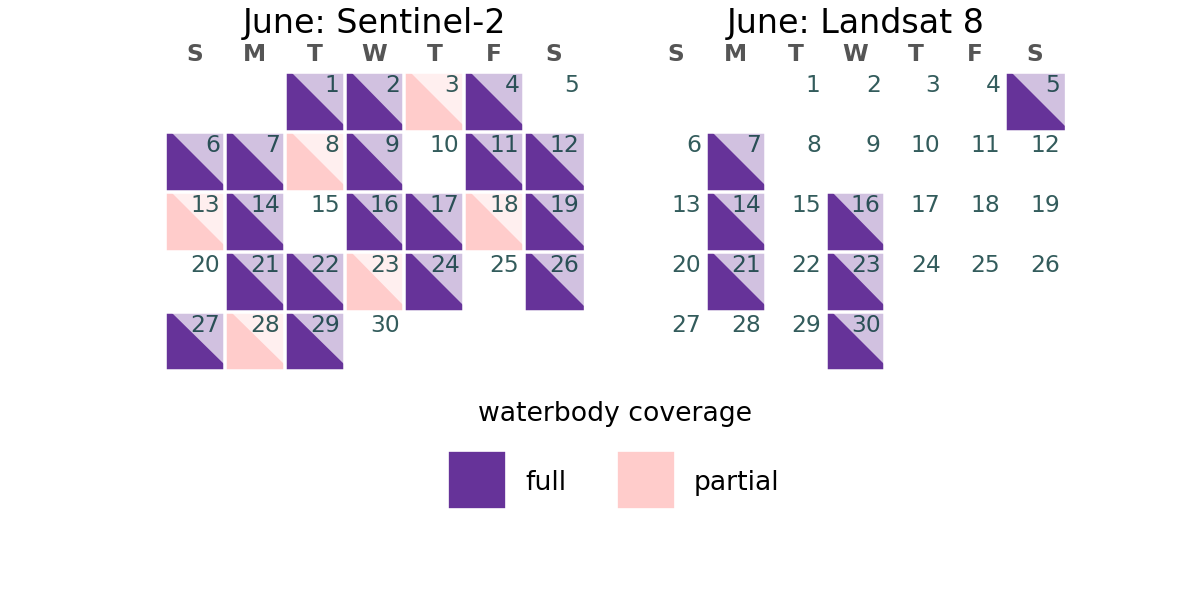 June: Sentinel-2
S M T W T F S
1 2 3 4 5
6 7 8 9 10 11 12
13 14 15 16 17 18 19
20 21 22 23 24 25 26
27 28 29 30
June: Landsat 8
S M T W T F S
1 2 3 4 5
6 7 8 9 10 11 12
13 14 15 16 17 18 19
20 21 22 23 24 25 26
27 28 29 30
waterbody coverage
full partial